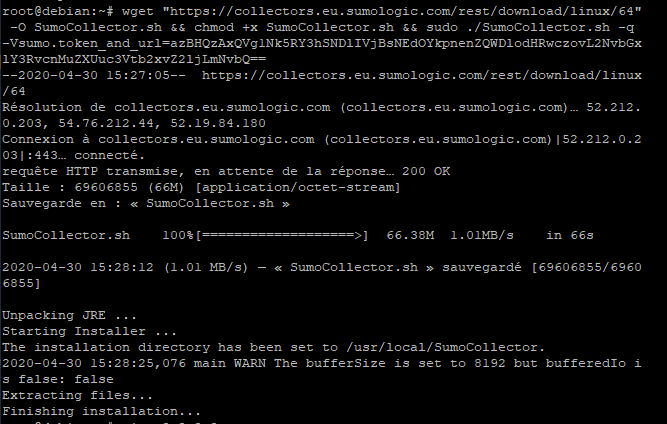 root@debian:~# wget "https://collectors.eu.sumologic.com/rest/download/linux/64"
-O SumoCollector.sh && chmod +x SumoCollector.sh && sudo ./SumoCollector.sh -q
-Vsumo.token_and_url=azBHQzAxQVglNk5RY3hSNDlIVjBsNEdOYkpnenZQWDlodHRwczovL2NvbGx
lY3RvcnMuZXUuc3Vtb2xvZ2ljLmNvbQ==
--2020-04-30 15:27:05--  https://collectors.eu.sumologic.com/rest/download/linux
/64
Résolution de collectors.eu.sumologic.com (collectors.eu.sumologic.com)… 52.212.
0.203, 54.76.212.44, 52.19.84.180
Connexion à collectors.eu.sumologic.com (collectors.eu.sumologic.com)|52.212.0.2
03|:443… connecté.
requête HTTP transmise, en attente de la réponse… 200 OK
Taille : 69606855 (66M) [application/octet-stream]
Sauvegarde en : « SumoCollector.sh »
SumoCollector.sh    100%[===================>]  66.38M  1.01MB/s    in 66s
2020-04-30 15:28:12 (1.01 MB/s) — « SumoCollector.sh » sauvegardé [69606855/6960
6855]
Unpacking JRE ...
Starting Installer ...
The installation directory has been set to /usr/local/SumoCollector.
2020-04-30 15:28:25,076 main WARN The bufferSize is set to 8192 but bufferedIo i
s false: false
Extracting files...
Finishing installation...